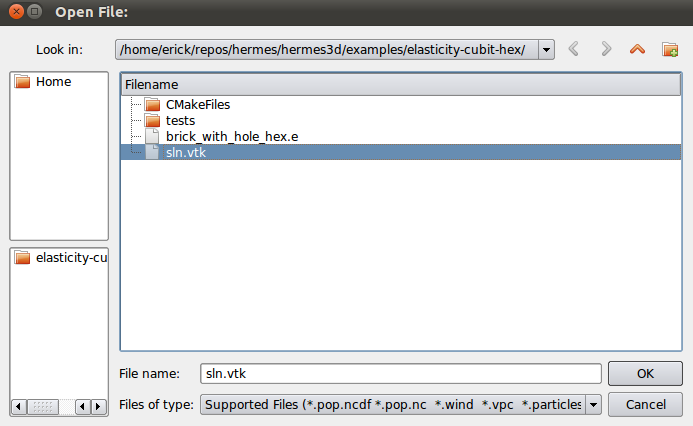 Open File:
Look in: /home/erick/repos/hermes/hermes3d/examples/elasticity-cubit-hex/
Home
Filename
CMakeFiles
tests
brick_with_hole_hex.e
sln.vtk
elasticity-cu
File name: sln.vtk OK
Files of type: Supported Files (*.pop.ncdf *.pop.nc *.wind *.vpc *.particles Cancel